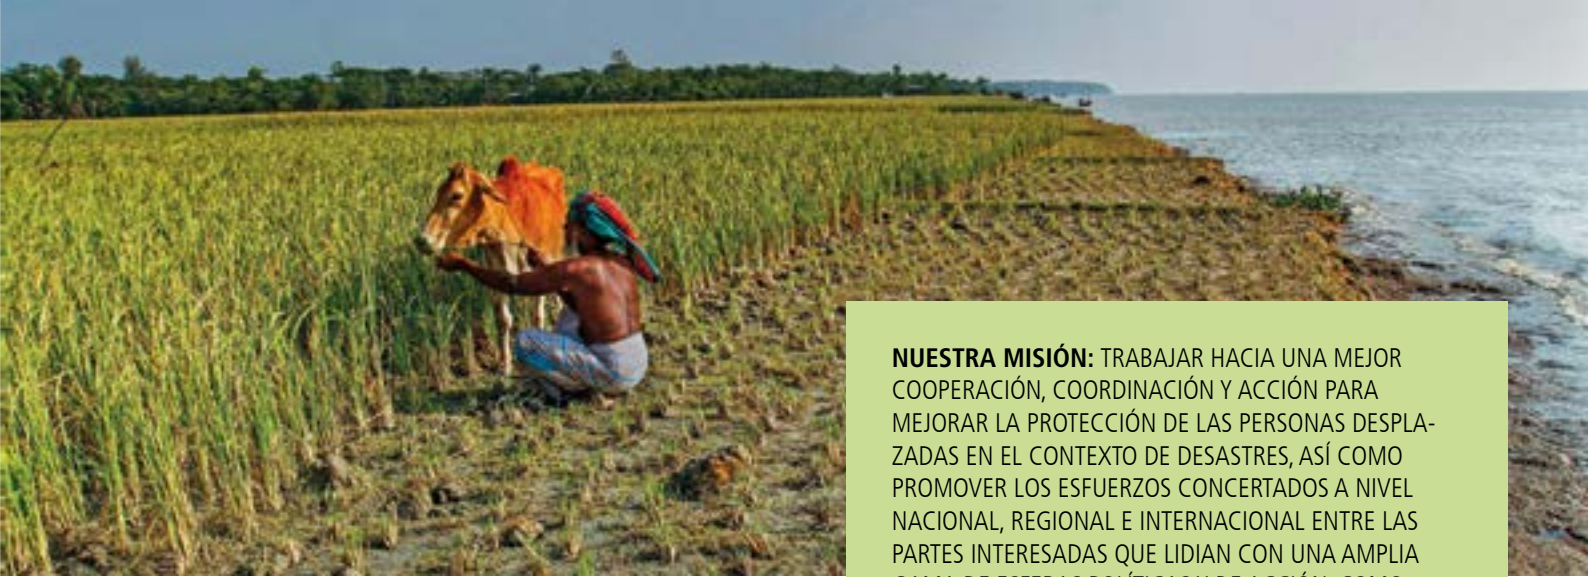 NUESTRA MISIÓN: TRABAJAR HACIA UNA MEJOR
COOPERACIÓN, COORDINACIÓN Y ACCIÓN PARA
MEJORAR LA PROTECCIÓN DE LAS PERSONAS DESPLA-
ZADAS EN EL CONTEXTO DE DESASTRES, ASÍ COMO
PROMOVER LOS ESFUERZOS CONCERTADOS A NIVEL
NACIONAL, REGIONAL E INTERNACIONAL ENTRE LAS
PARTES INTERESADAS QUE LIDIAN CON UNA AMPLIA